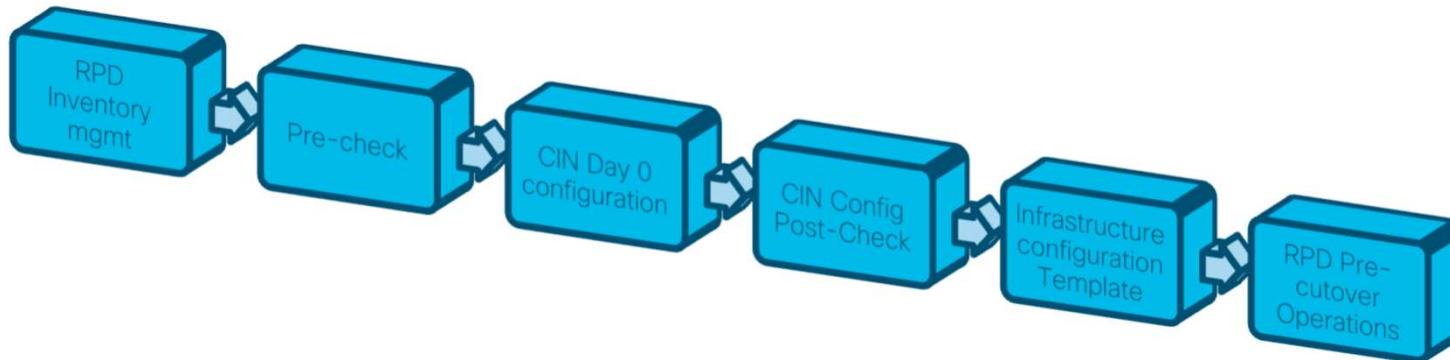 RPD
Inventory
mgmt
Pre-check
CIN Day 0
configuration
CIN Config
Post-Check
Infrastructure
configuration
Template
RPD Pre-
cutover
Operations